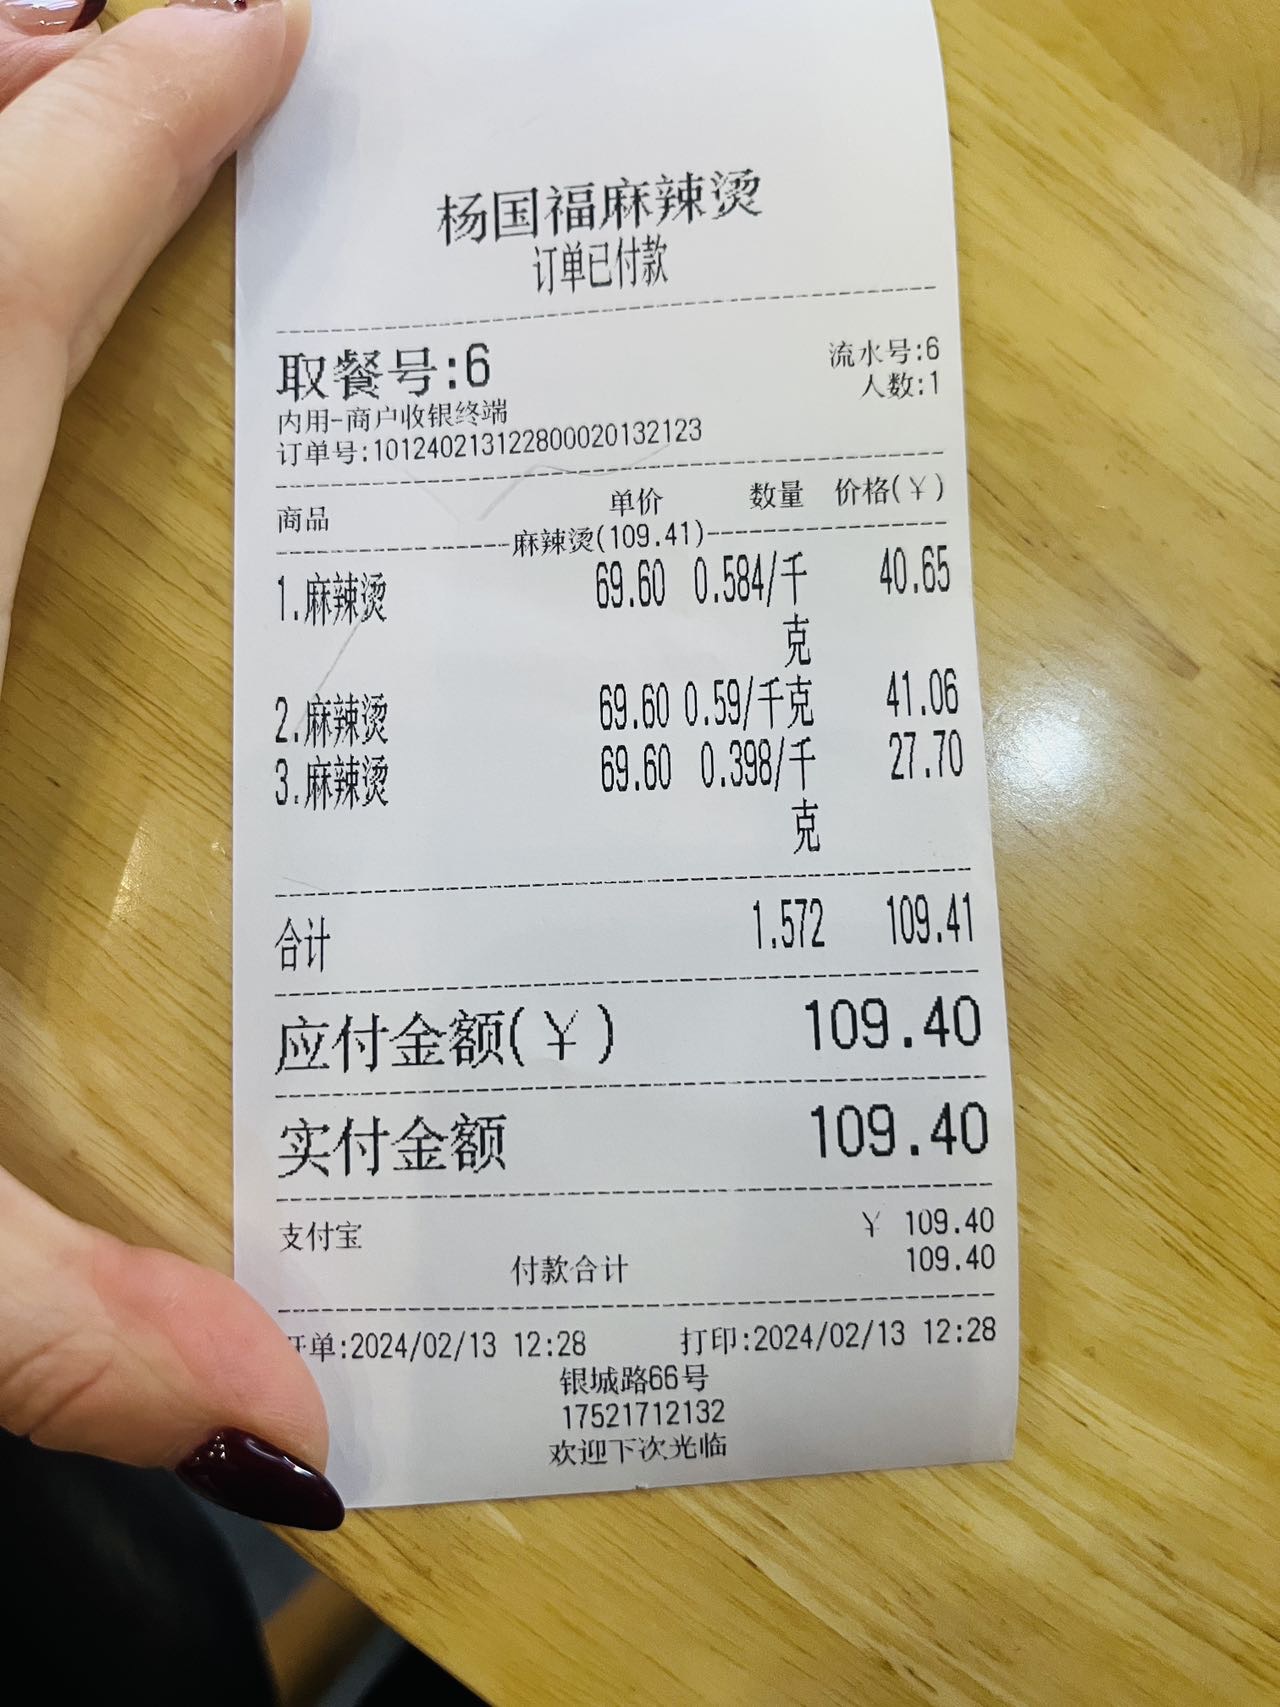 杨国福麻辣烫
订单已付款
取餐号:6
流水号:6
人数:1
内用-商户收银终端
订单号:101240213122800020132123
商品 单价 数量 价格(¥)
麻辣烫(109.41)
1.麻辣烫 69.60 0.584/千克 40.65
2.麻辣烫 69.60 0.59/千克 41.06
3.麻辣烫 69.60 0.398/千克 27.70
合计 1.572 109.41
应付金额(¥) 109.40
实付金额 109.40
支付宝 ¥ 109.40
付款合计 109.40
开单:2024/02/13 12:28 打印:2024/02/13 12:28
银城路66号
17521712132
欢迎下次光临